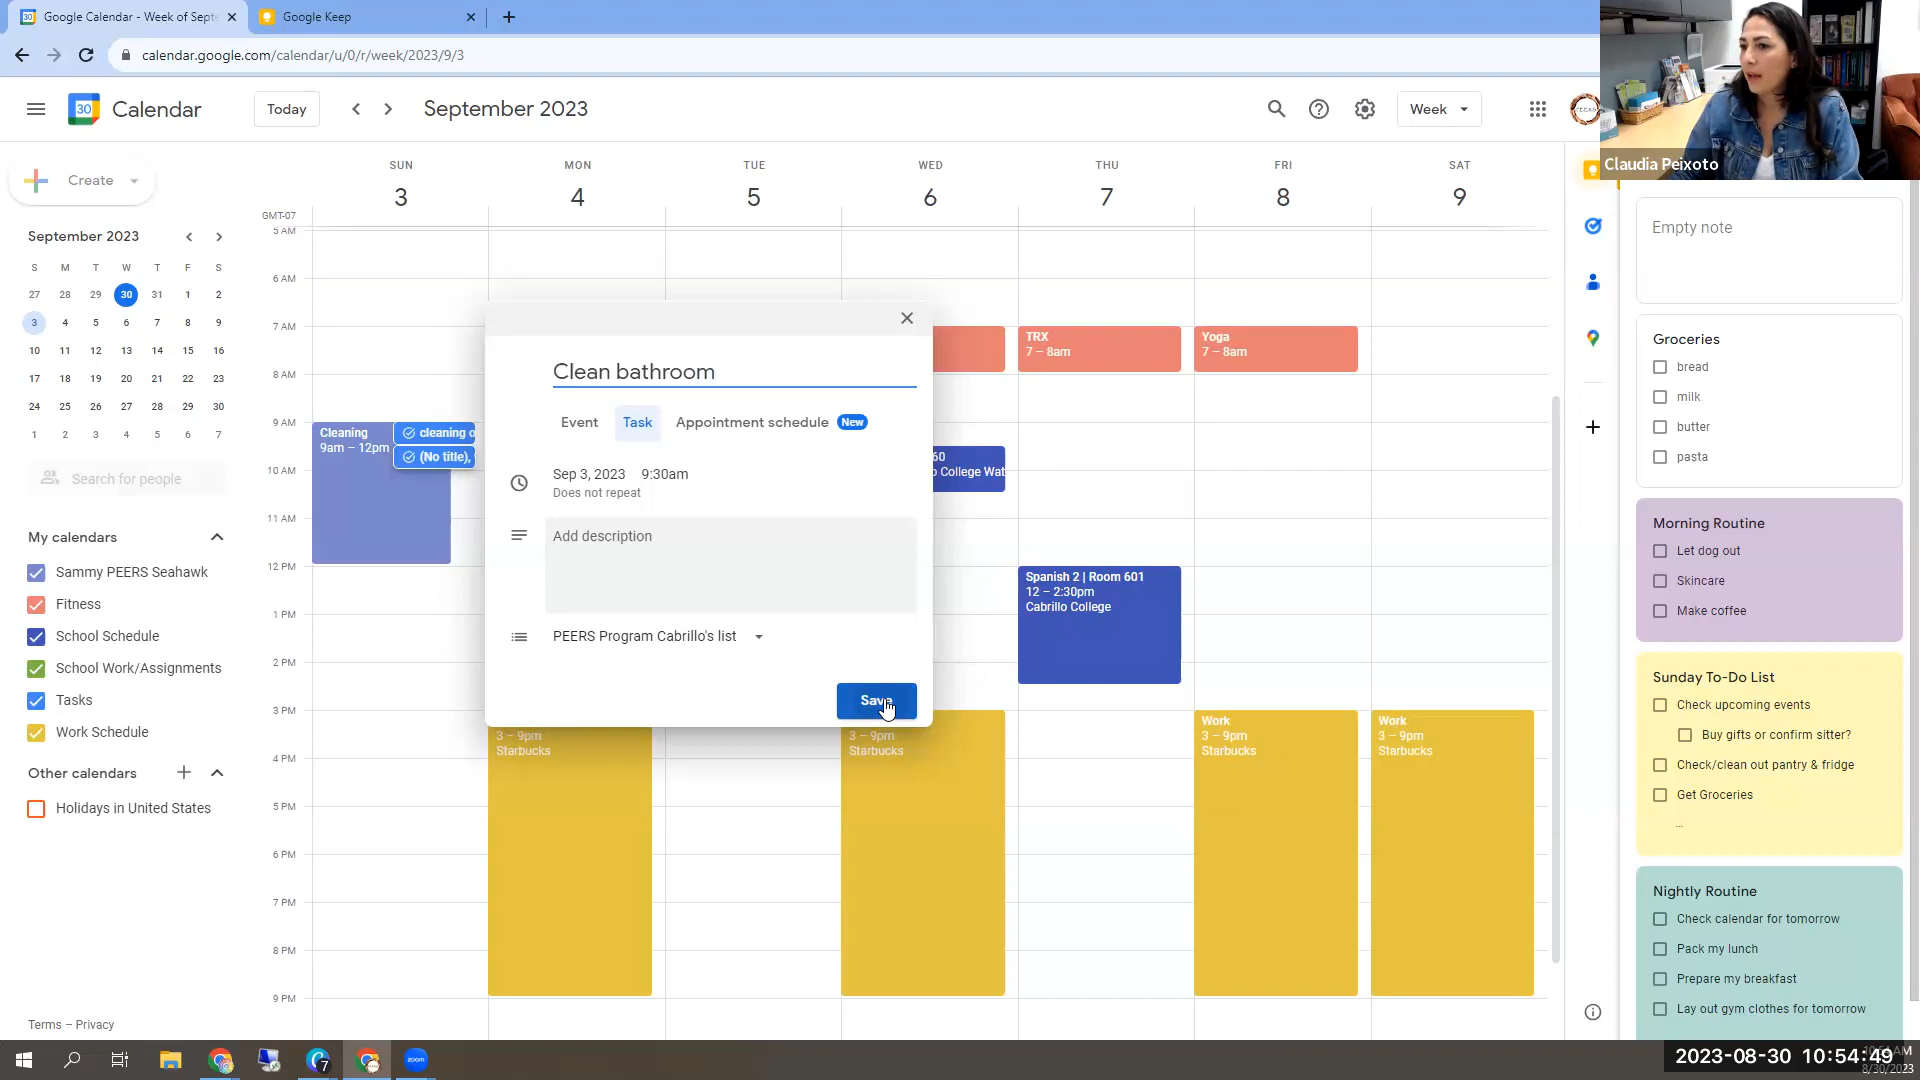 Google Calendar - Week of Septe
Google Keep
calendar.google.com/calendar/u/0/r/week/2023/9/3
30
Calendar
Today
September 2023
Week
Claudia Peixoto
Create
GMT-07
SUN
3
MON
4
TUE
5
WED
6
THU
7
FRI
8
SAT
9
September 2023
S M T W T F S
27 28 29 30 31 1 2
3 4 5 6 7 8 9
10 11 12 13 14 15 16
17 18 19 20 21 22 23
24 25 26 27 28 29 30
1 2 3 4 5 6 7
Search for people
My calendars
Sammy PEERS Seahawk
Fitness
School Schedule
School Work/Assignments
Tasks
Work Schedule
Other calendars
Holidays in United States
Terms – Privacy
5 AM
6 AM
7 AM
8 AM
9 AM
10 AM
11 AM
12 PM
1 PM
2 PM
3 PM
4 PM
5 PM
6 PM
7 PM
8 PM
9 PM
Cleaning
9am – 12pm
cleaning o
(No title),
Clean bathroom
Event
Task
Appointment schedule
New
Sep 3, 2023 9:30am
Does not repeat
Add description
PEERS Program Cabrillo's list
Save
3 – 9pm
Starbucks
60
College Wat
3 – 9pm
Starbucks
TRX
7 – 8am
Spanish 2 | Room 601
12 – 2:30pm
Cabrillo College
Yoga
7 – 8am
Work
3 – 9pm
Starbucks
Work
3 – 9pm
Starbucks
Empty note
Groceries
bread
milk
butter
pasta
Morning Routine
Let dog out
Skincare
Make coffee
Sunday To-Do List
Check upcoming events
Buy gifts or confirm sitter?
Check/clean out pantry & fridge
Get Groceries
...
Nightly Routine
Check calendar for tomorrow
Pack my lunch
Prepare my breakfast
Lay out gym clothes for tomorrow
7
zoom
2023-08-30 10:54:49
8/30/2023